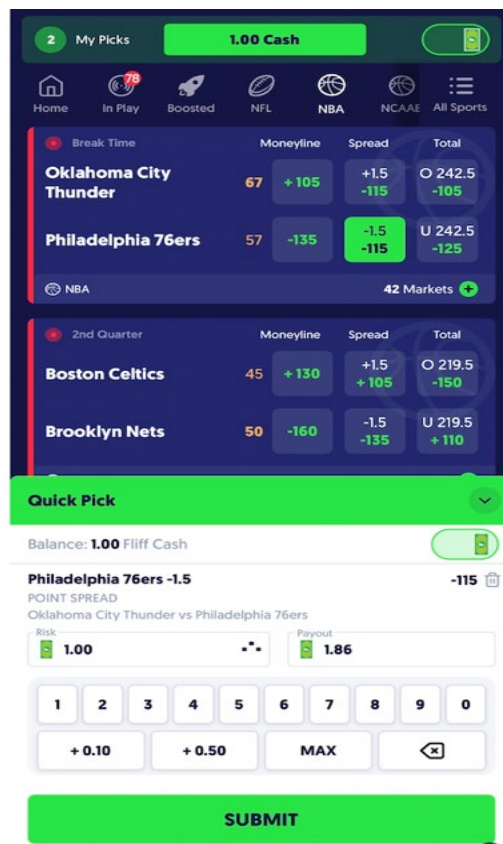 2 My Picks 1.00 Cash
78
Home In Play Boosted NFL NBA NCAAE All Sports
Break Time Moneyline Spread Total
Oklahoma City Thunder 67 +105 +1.5 -115 O 242.5 -105
Philadelphia 76ers 57 -135 -1.5 -115 U 242.5 -125
NBA 42 Markets +
2nd Quarter Moneyline Spread Total
Boston Celtics 45 +130 +1.5 +105 O 219.5 -150
Brooklyn Nets 50 -160 -1.5 -135 U 219.5 +110
Quick Pick
Balance: 1.00 Fliff Cash
Philadelphia 76ers -1.5 -115
POINT SPREAD
Oklahoma City Thunder vs Philadelphia 76ers
Risk Payout
1.00 1.86
1 2 3 4 5 6 7 8 9 0
+ 0.10 + 0.50 MAX
SUBMIT